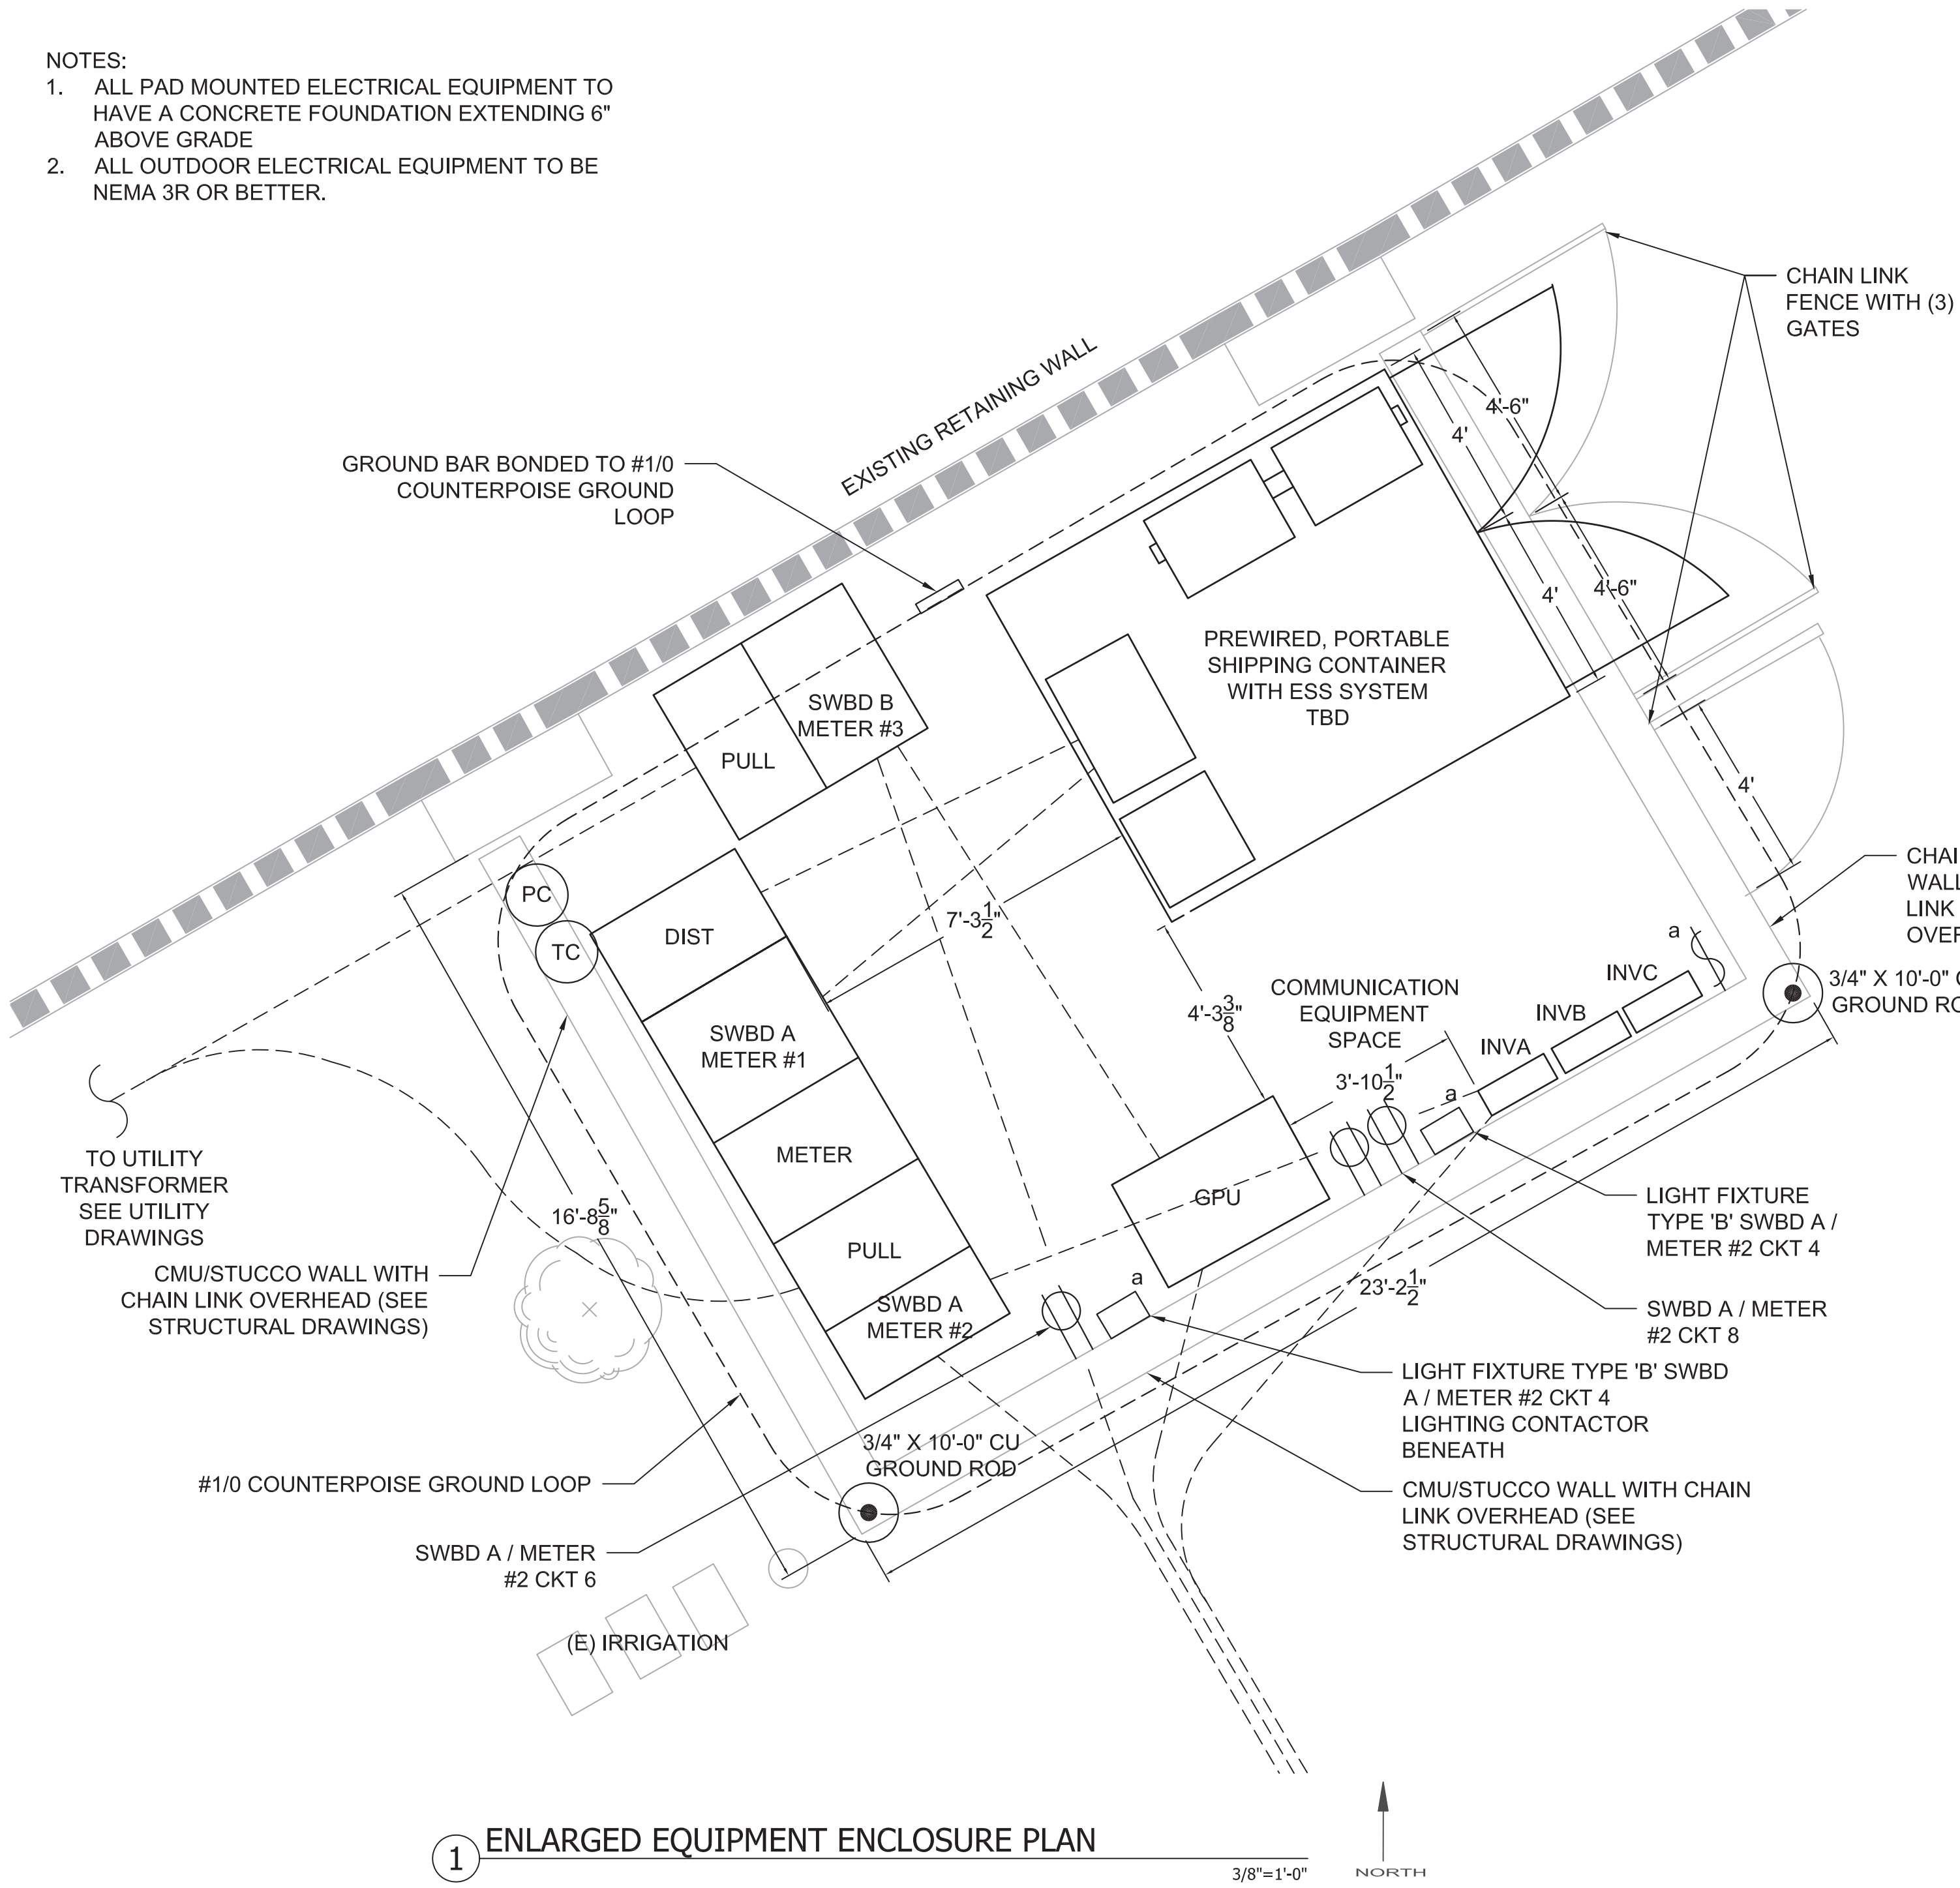 NOTES:
1. ALL PAD MOUNTED ELECTRICAL EQUIPMENT TO
HAVE A CONCRETE FOUNDATION EXTENDING 6"
ABOVE GRADE
2. ALL OUTDOOR ELECTRICAL EQUIPMENT TO BE
NEMA 3R OR BETTER.
CHAIN LINK
FENCE WITH (3)
GATES
EXISTING RETAINING WALL
GROUND BAR BONDED TO #1/0
COUNTERPOISE GROUND
LOOP
4'-6"
4'
4'-6"
4'
4'
PREWIRED, PORTABLE
SHIPPING CONTAINER
WITH ESS SYSTEM
TBD
SWBD B
METER #3
PULL
PC
TC
DIST
7'-3 1/2"
SWBD A
METER #1
METER
PULL
SWBD A
METER #2
4'-3 3/8"
COMMUNICATION
EQUIPMENT
SPACE
3'-10 1/2"
INVA
INVB
INVC
a
a
a
GPU
3/4" X 10'-0"
GROUND
LINK
TO UTILITY
TRANSFORMER
SEE UTILITY
DRAWINGS
16'-8 5/8"
CMU/STUCCO WALL WITH
CHAIN LINK OVERHEAD (SEE
STRUCTURAL DRAWINGS)
LIGHT FIXTURE
TYPE 'B' SWBD A /
METER #2 CKT 4
23'-2 1/2"
SWBD A / METER
#2 CKT 8
LIGHT FIXTURE TYPE 'B' SWBD
A / METER #2 CKT 4
LIGHTING CONTACTOR
BENEATH
3/4" X 10'-0" CU
GROUND ROD
#1/0 COUNTERPOISE GROUND LOOP
CMU/STUCCO WALL WITH CHAIN
LINK OVERHEAD (SEE
STRUCTURAL DRAWINGS)
SWBD A / METER
#2 CKT 6
(E) IRRIGATION
1 ENLARGED EQUIPMENT ENCLOSURE PLAN
3/8"=1'-0"
NORTH